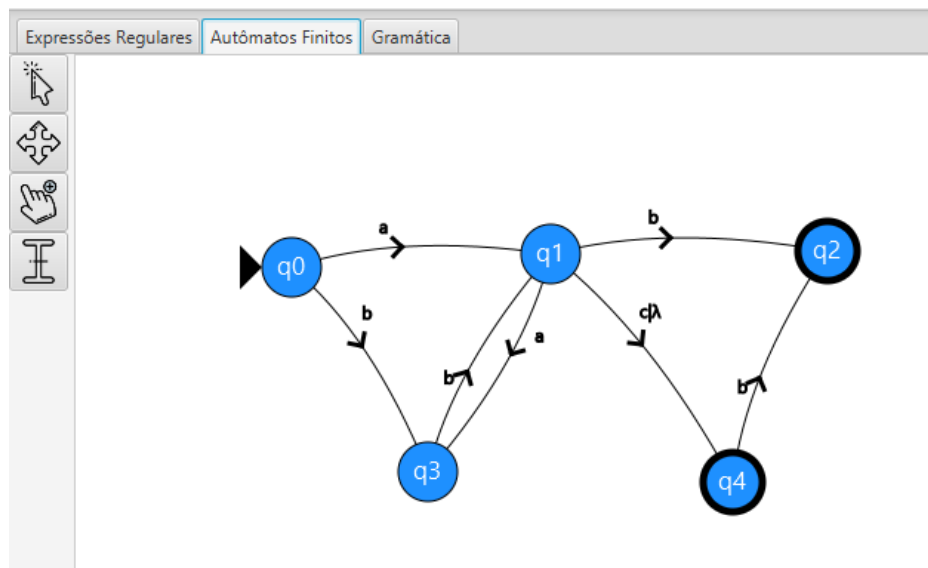 Expressões Regulares Autômatos Finitos Gramática
a
b
q0
q1
q2
b
c|λ
a
b
b
q3
q4